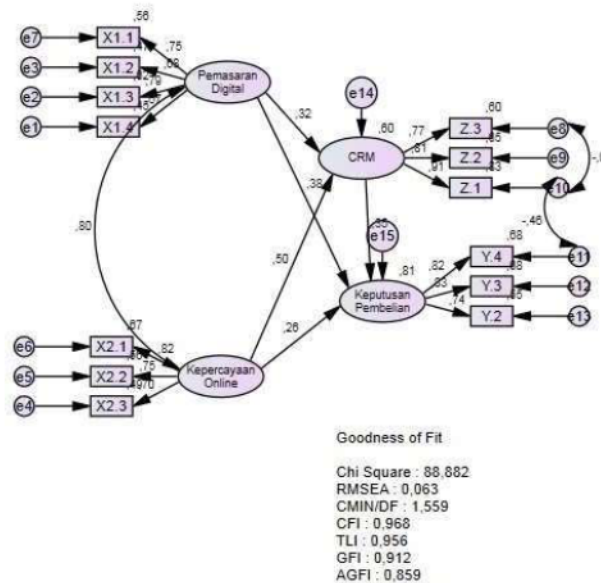 ,56
e7
X1.1
,75
e3
X1.2
,68
e2
X1.3
,79
e1
X1.4
Pemasaran
Digital
,32
e14
,60
CRM
,77
,81
,91
Z.3
,60
e8
Z.2
e9
Z.1
e10
,38
,80
,50
e15
-,46
,81
Keputusan
Pembelian
,82
,83
,74
Y.4
,68
e11
Y.3
e12
Y.2
e13
,26
,67
e6
X2.1
,82
e5
X2.2
,75
e4
X2.3
Kepercayaan
Online
Goodness of Fit
Chi Square : 88,882
RMSEA : 0,063
CMIN/DF : 1,559
CFI : 0,968
TLI : 0,956
GFI : 0,912
AGFI : 0,859